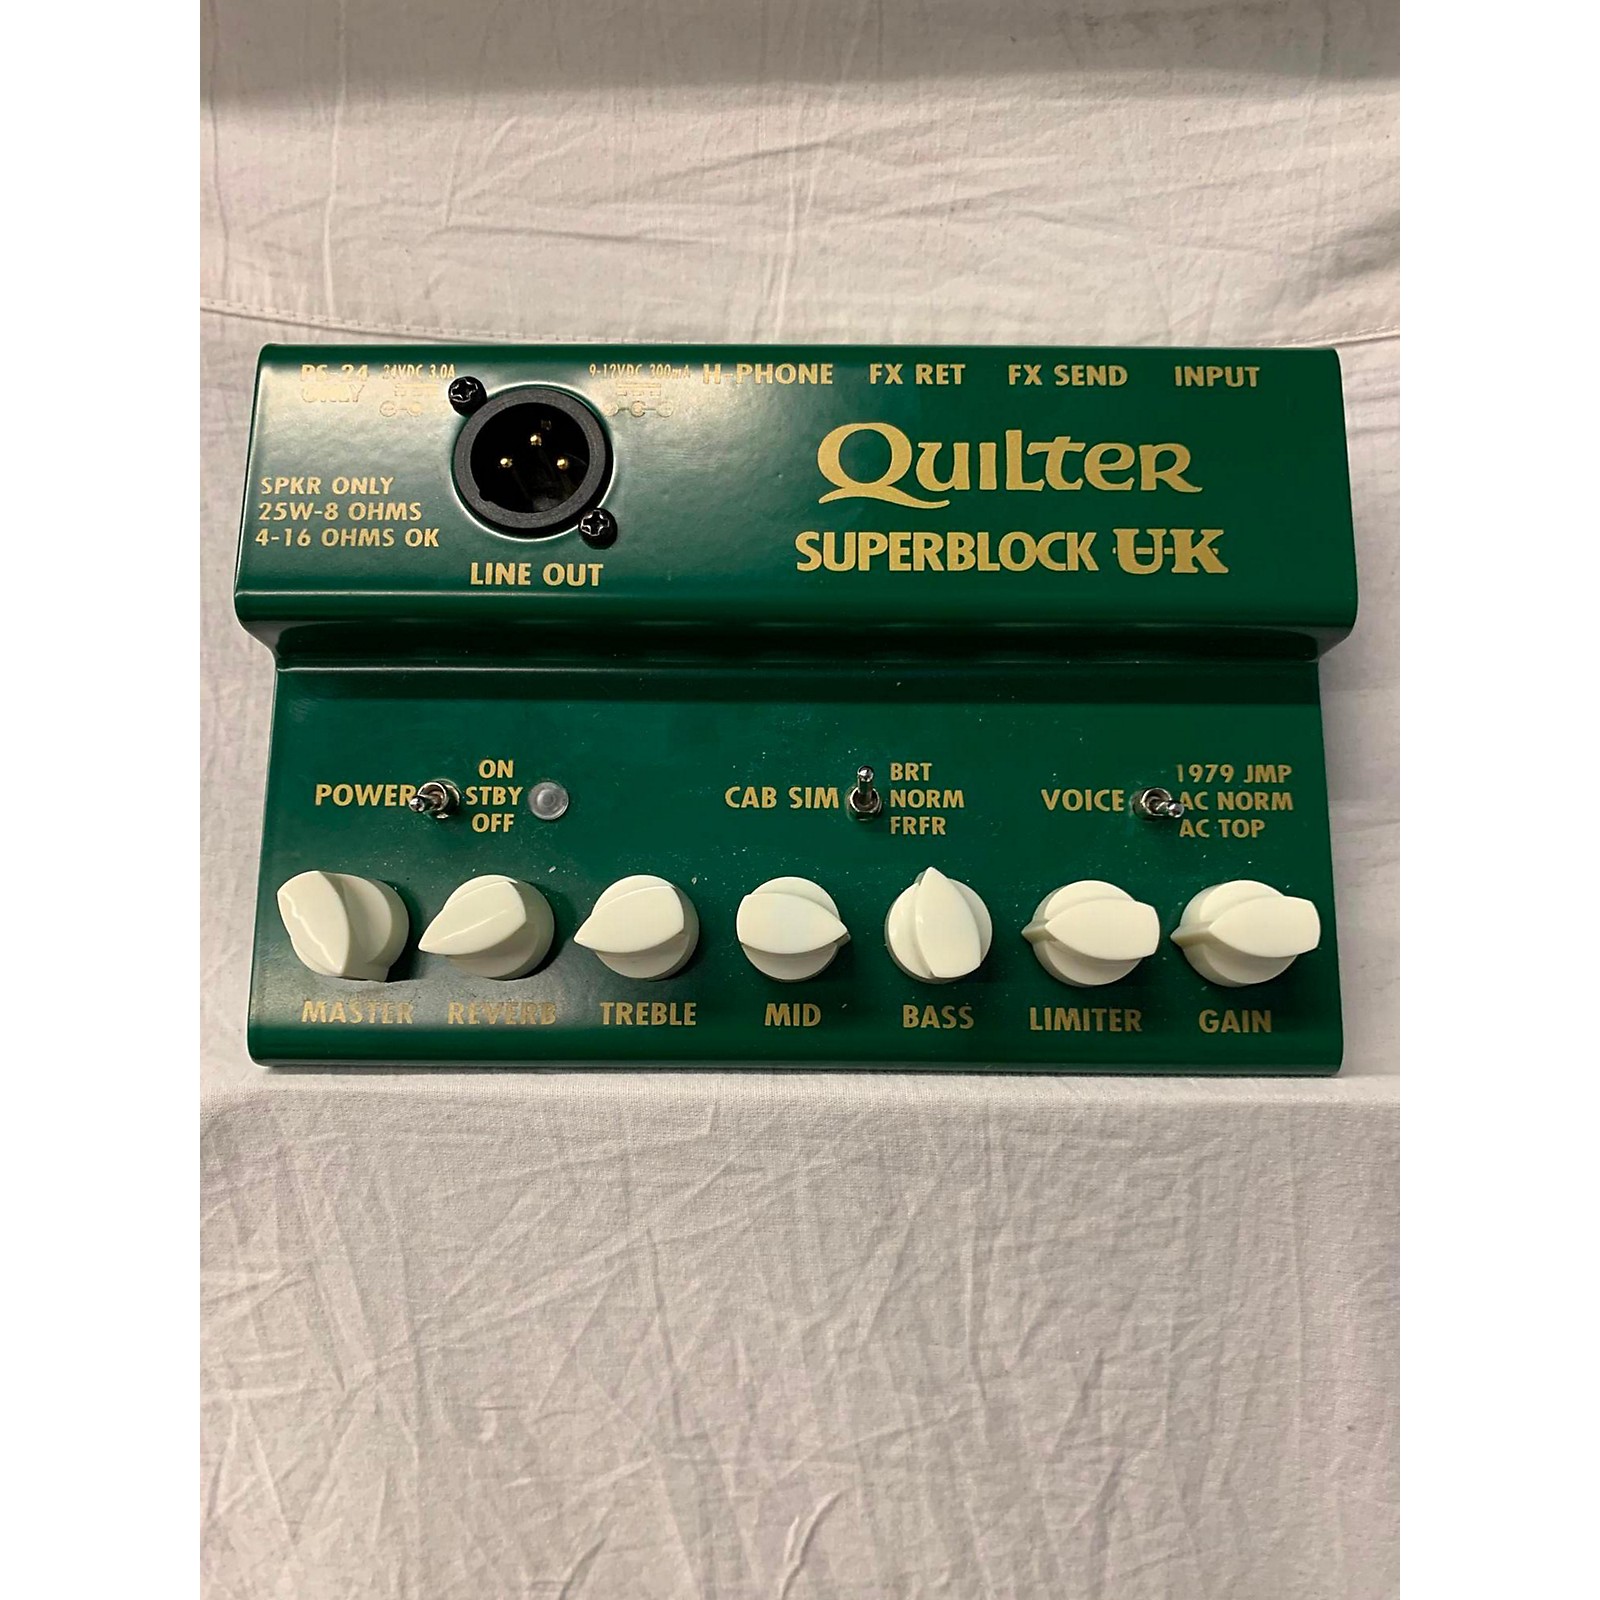 PS-24 24VDC 3.0A 9-12VDC 300mA H-PHONE FX RET FX SEND INPUT
ONLY
QUILTER
SPKR ONLY
25W-8 OHMS
4-16 OHMS OK
SUPERBLOCK UK
LINE OUT
POWER
ON
STBY
OFF
CAB SIM
BRT
NORM
FRFR
VOICE
1979 JMP
AC NORM
AC TOP
MASTER REVERB TREBLE MID BASS LIMITER GAIN